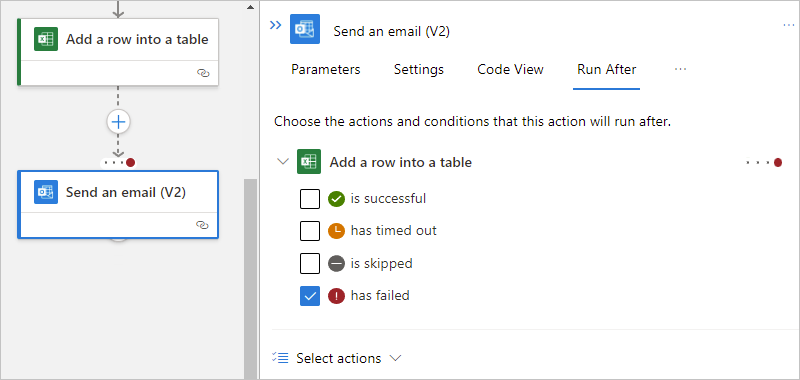 Add a row into a table
Send an email (V2)
Send an email (V2)
Parameters Settings Code View Run After
Choose the actions and conditions that this action will run after.
Add a row into a table
is successful
has timed out
is skipped
has failed
Select actions